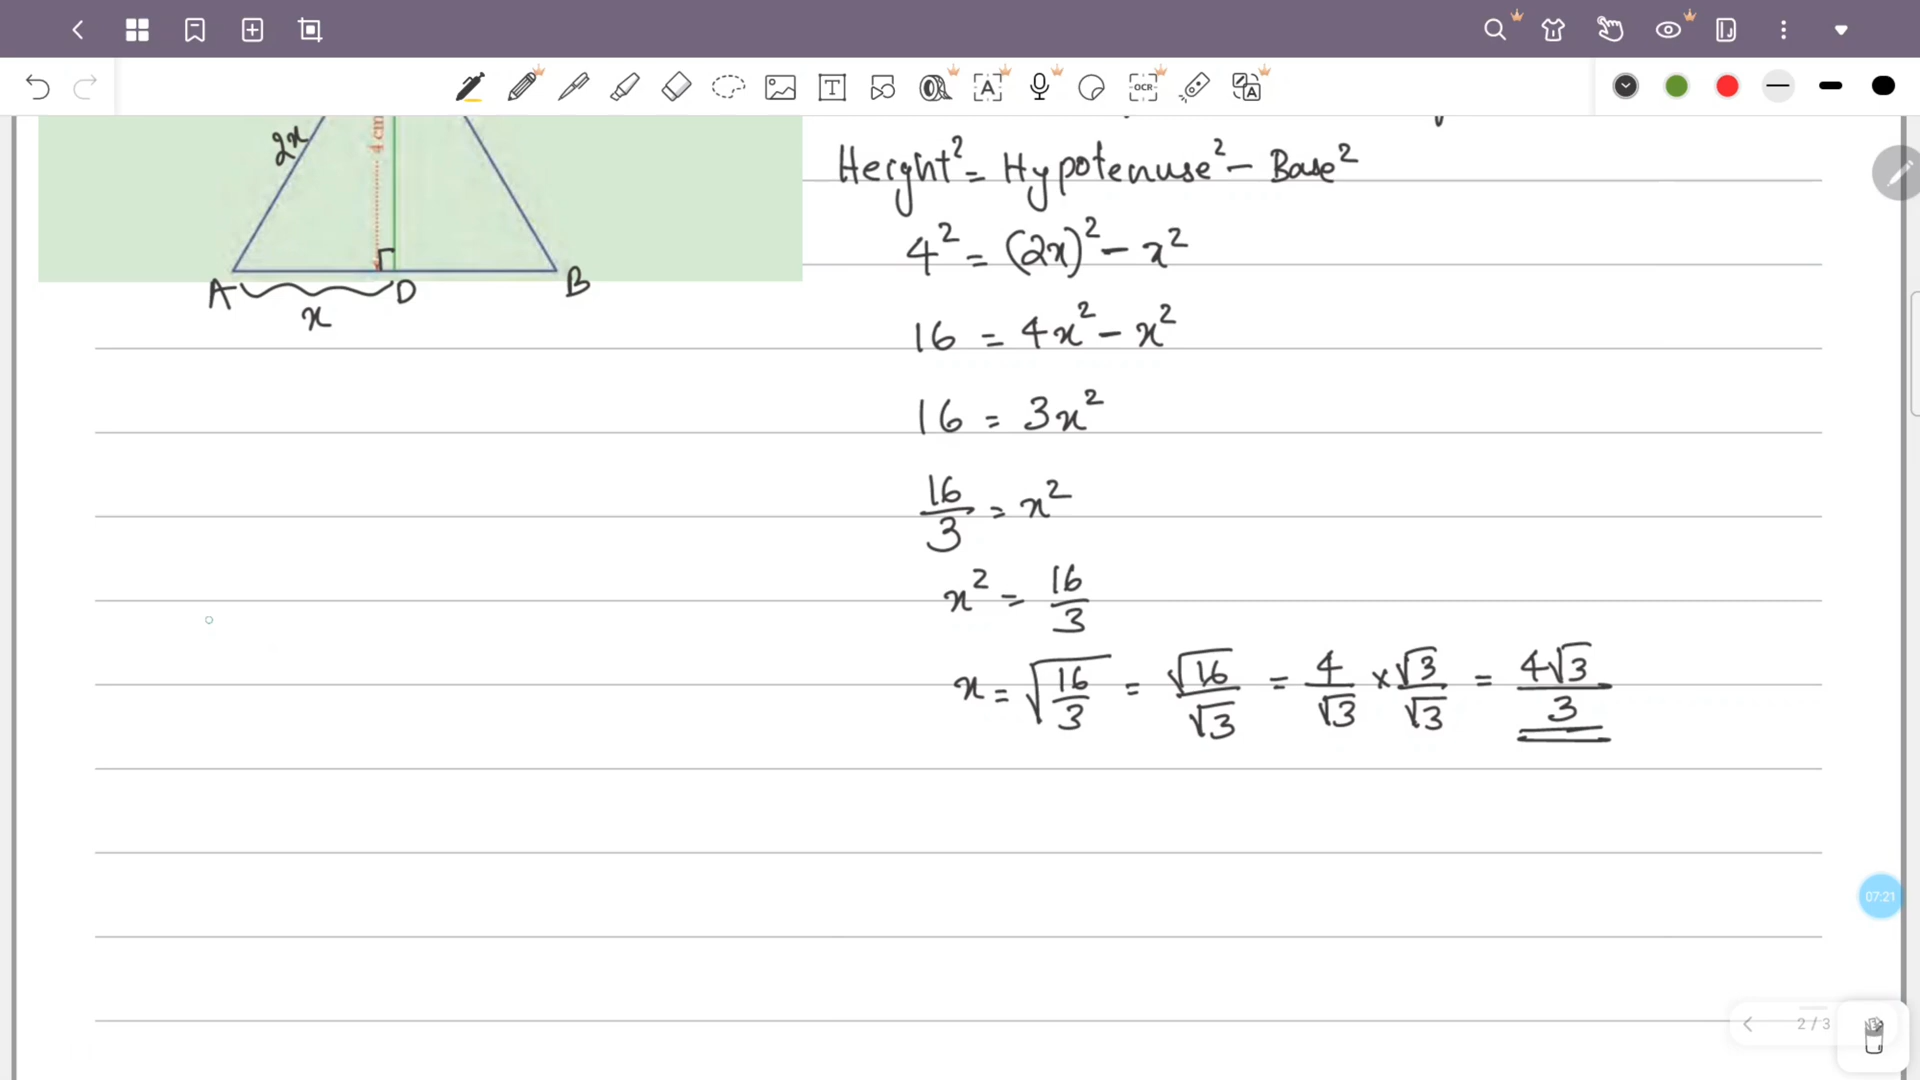 2x
4 cm
A
D
B
x
Height² = Hypotenuse² - Base²
4² = (2x)² - x²
16 = 4x² - x²
16 = 3x²
16/3 = x²
x² = 16/3
x = √(16/3) = √16/√3 = 4/√3 × √3/√3 = 4√3/3
07:21
2 / 3